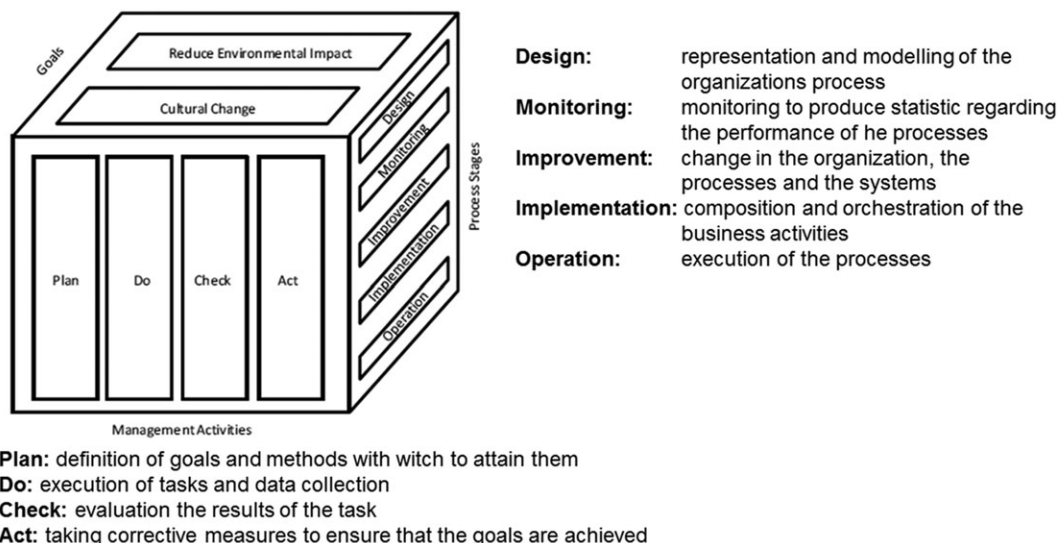 Goals
Reduce Environmental Impact
Cultural Change
Design
Monitoring
Improvement
Implementation
Operation
Process Stages
Plan
Do
Check
Act
Management Activities
Design: representation and modelling of the
organizations process
Monitoring: monitoring to produce statistic regarding
the performance of he processes
Improvement: change in the organization, the
processes and the systems
Implementation: composition and orchestration of the
business activities
Operation: execution of the processes
Plan: definition of goals and methods with witch to attain them
Do: execution of tasks and data collection
Check: evaluation the results of the task
Act: taking corrective measures to ensure that the goals are achieved